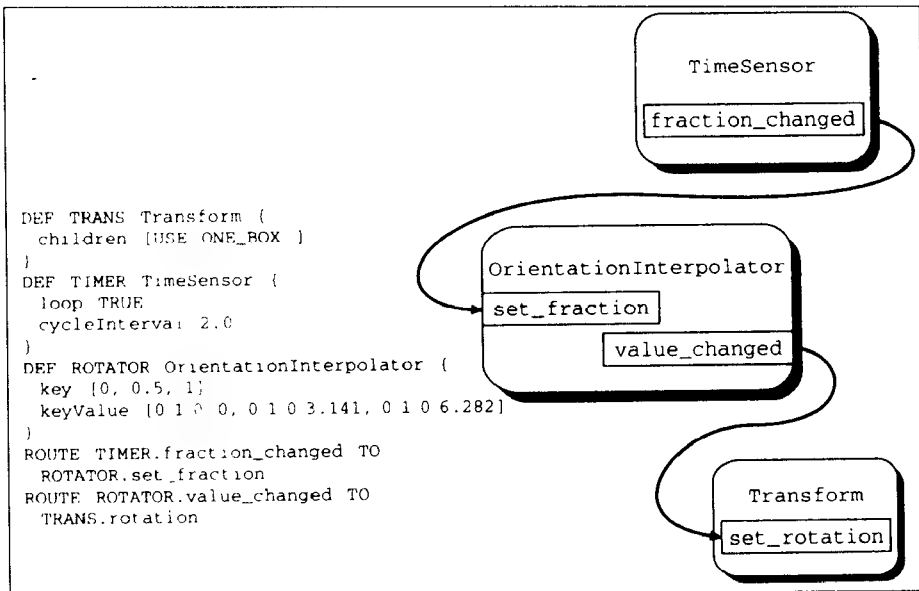 DEF TRANS Transform {
children [USE ONE_BOX ]
}
DEF TIMER TimeSensor {
loop TRUE
cycleInterval 2.0
}
DEF ROTATOR OrientationInterpolator {
key [0, 0.5, 1]
keyValue [0 1 0 0, 0 1 0 3.141, 0 1 0 6.282]
}
ROUTE TIMER.fraction_changed TO
ROTATOR.set_fraction
ROUTE ROTATOR.value_changed TO
TRANS.rotation
TimeSensor
fraction_changed
OrientationInterpolator
set_fraction
value_changed
Transform
set_rotation